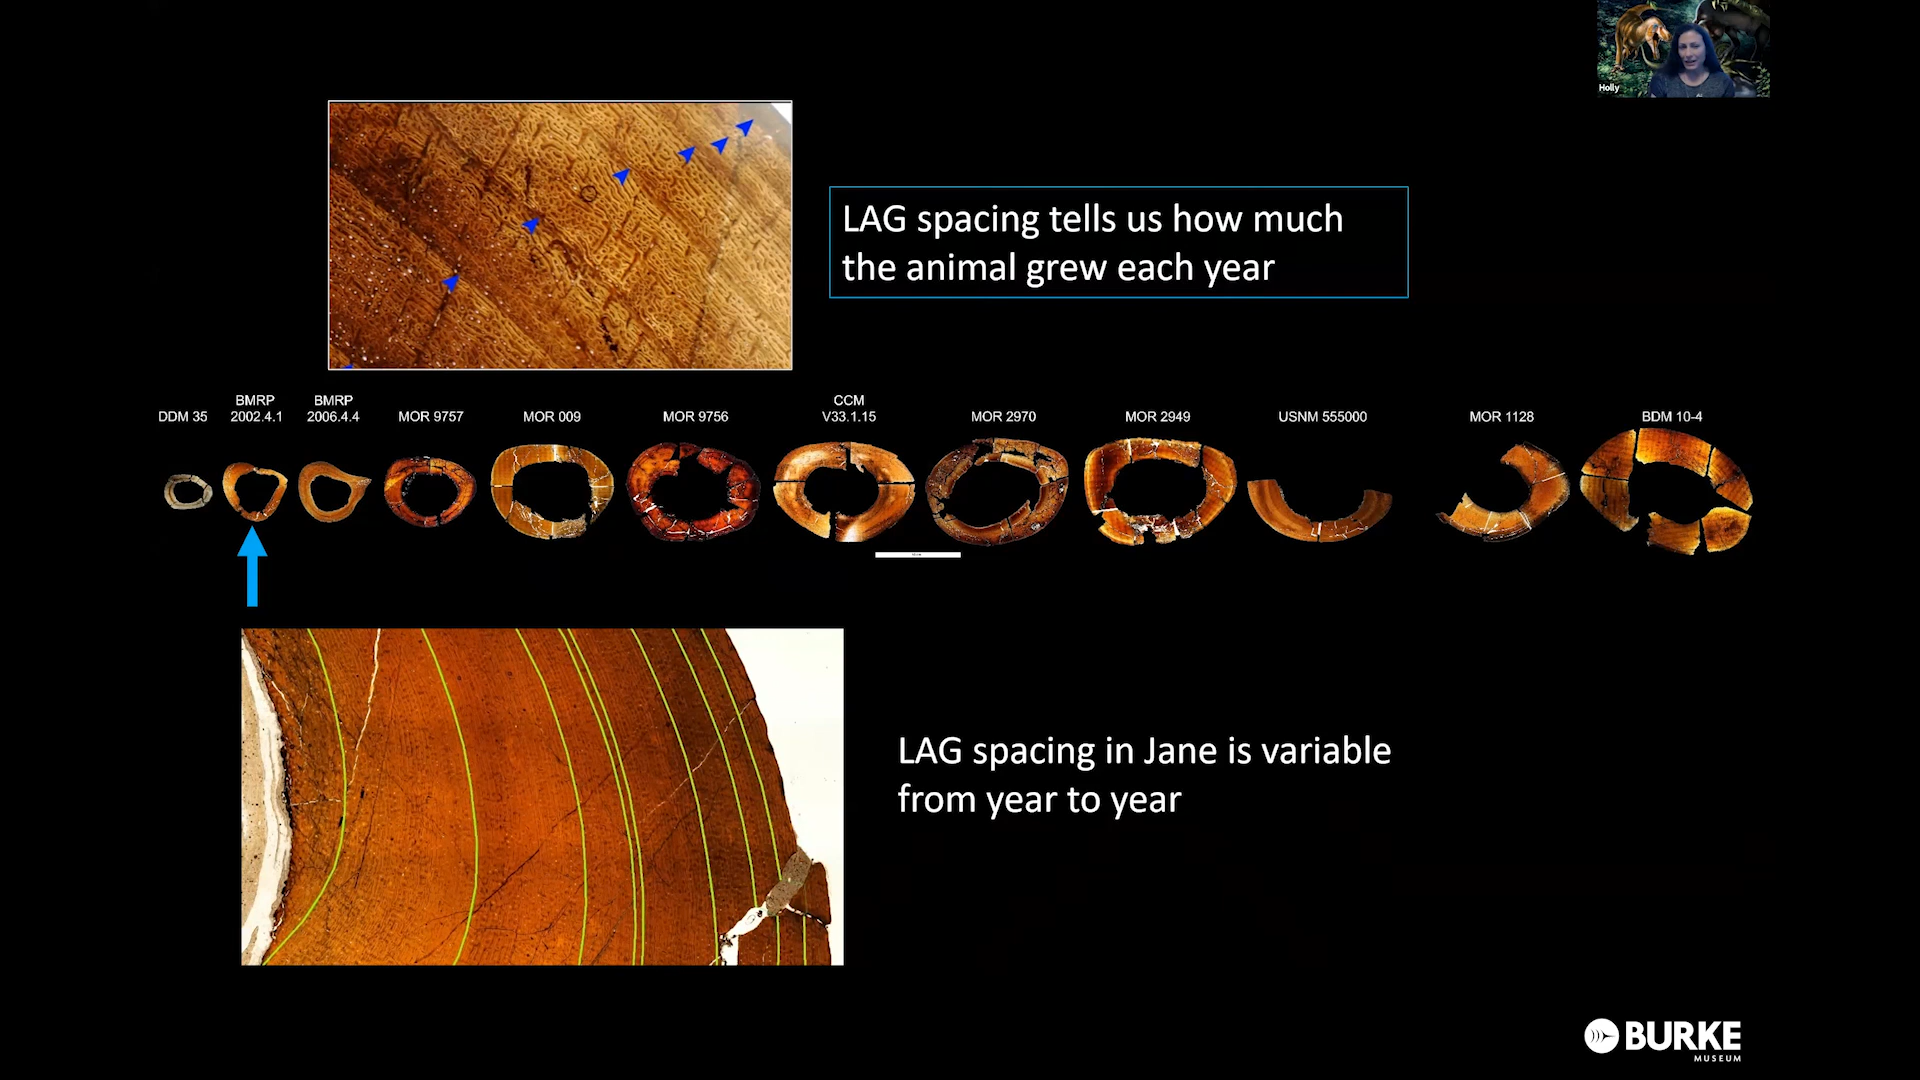 Holly
LAG spacing tells us how much
the animal grew each year
DDM 35
BMRP
2002.4.1
BMRP
2006.4.4
MOR 9757
MOR 009
MOR 9756
CCM
V33.1.15
MOR 2970
MOR 2949
USNM 555000
MOR 1128
BDM 10-4
LAG spacing in Jane is variable
from year to year
BURKE
MUSEUM